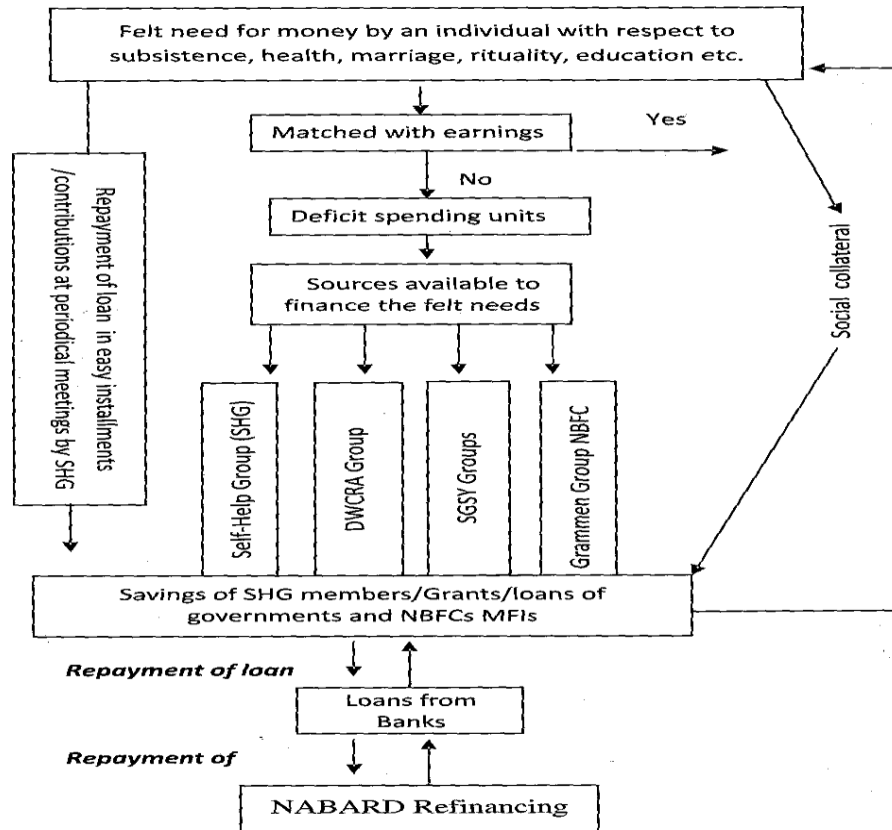 Felt need for money by an individual with respect to
subsistence, health, marriage, rituality, education etc.
Matched with earnings
Yes
No
Deficit spending units
Sources available to
finance the felt needs
Repayment of loan in easy installments
/contributions at periodical meetings by SHG
Social collateral
Self-Help Group (SHG)
DWCRA Group
SGSY Groups
Grammen Group NBFC
Savings of SHG members/Grants/loans of
governments and NBFCs MFIs
Repayment of loan
Loans from
Banks
Repayment of
NABARD Refinancing